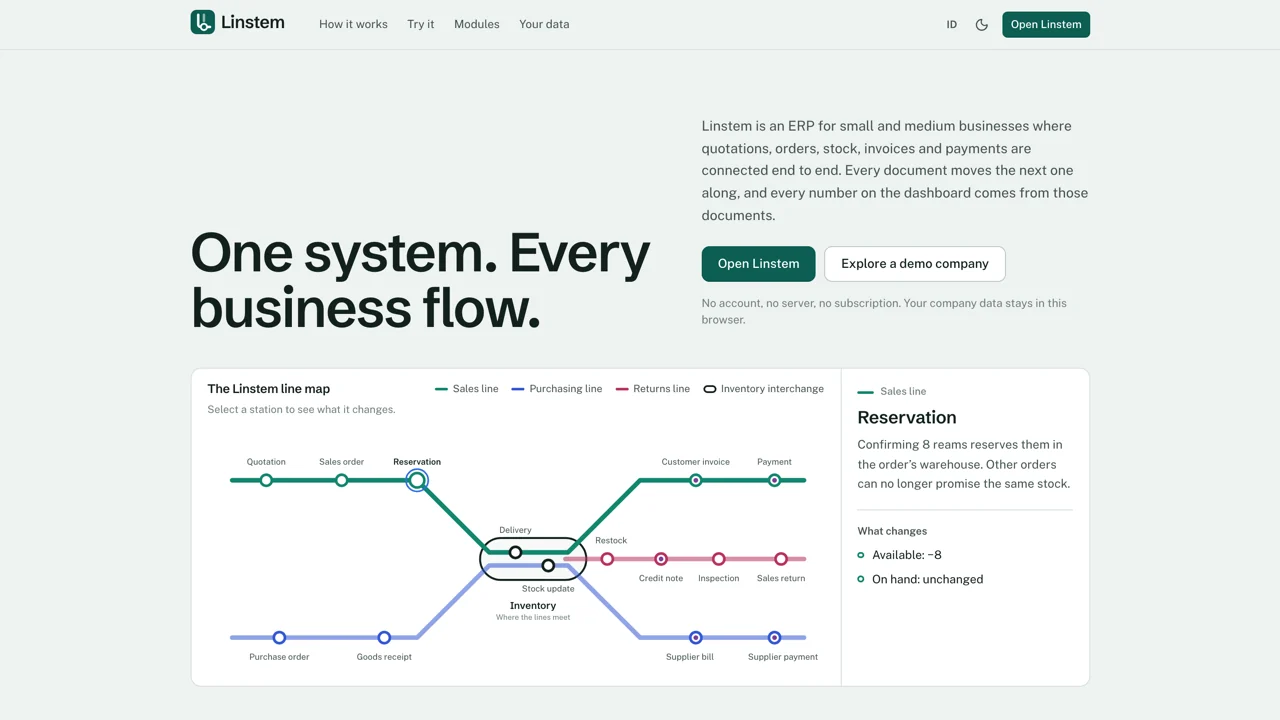 Linstem
How it works
Try it
Modules
Your data
ID
Open Linstem
One system. Every
business flow.
Linstem is an ERP for small and medium businesses where
quotations, orders, stock, invoices and payments are
connected end to end. Every document moves the next one
along, and every number on the dashboard comes from those
documents.
Open Linstem
Explore a demo company
No account, no server, no subscription. Your company data stays in this
browser.
The Linstem line map
Select a station to see what it changes.
Sales line
Purchasing line
Returns line
Inventory interchange
Quotation
Sales order
Reservation
Customer invoice
Payment
Delivery
Restock
Credit note
Inspection
Sales return
Stock update
Inventory
Where the lines meet
Purchase order
Goods receipt
Supplier bill
Supplier payment
Sales line
Reservation
Confirming 8 reams reserves them in
the order’s warehouse. Other orders
can no longer promise the same stock.
What changes
Available: −8
On hand: unchanged